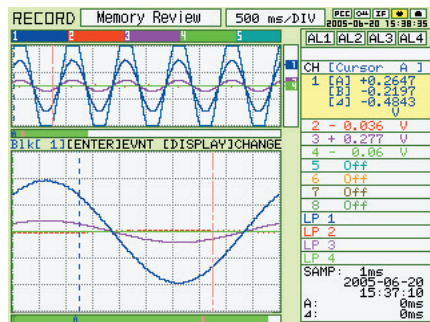 RECORD Memory Review 500 ms/DIV PCC 2005-06-20 15:38:35
1 2 3 4 5
AL1 AL2 AL3 AL4
CH [Cursor A ]
1 [A] +0.2647
[B] -0.2197
[⊿] -0.4843
V
2 - 0.036 V
3 + 0.277 V
4 - 0.06 V
5 Off
6 Off
7 Off
8 Off
Blk[ 1][ENTER]EVNT [DISPLAY]CHANGE
LP 1
LP 2
LP 3
LP 4
SAMP: 1ms
2005-06-20
15:37:10
A: 0ms
⊿: 0ms
A